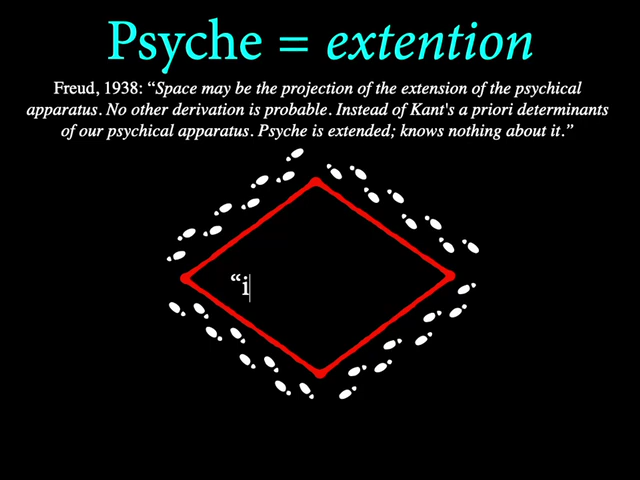 Psyche = extention
Freud, 1938: “Space may be the projection of the extension of the psychical
apparatus. No other derivation is probable. Instead of Kant's a priori determinants
of our psychical apparatus. Psyche is extended; knows nothing about it.”
“i